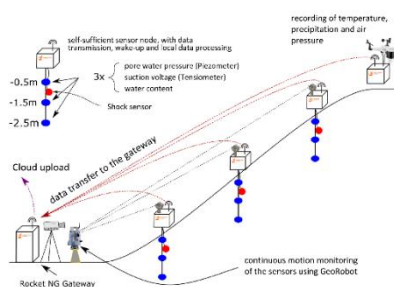 self-sufficient sensor node, with data
transmission, wake-up and local data processing
3x
pore water pressure (Piezometer)
suction voltage (Tensiometer)
water content
-0.5m
-1.5m
-2.5m
Shock sensor
recording of temperature,
precipitation and air
pressure
Cloud upload
data transfer to the gateway
Rocket NG Gateway
continuous motion monitoring
of the sensors using GeoRobot